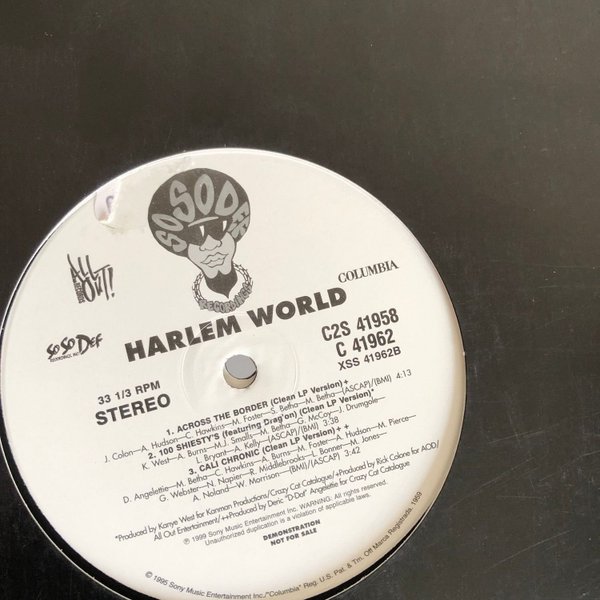 SO SO DEF
RECORDINGS
ALL
OUT!
SO SO DEF
RECORDINGS, INC.
COLUMBIA
HARLEM WORLD
C2S 41958
C 41962
XSS 41962B
33 1/3 RPM
STEREO
1. ACROSS THE BORDER (Clean LP Version)+
J. Colon—A. Hudson—C. Hawkins—M. Foster—S. Betha—M. Betha—(ASCAP)/(BMI) 4:13
2. 100 SHIESTY'S (featuring Drag'on) (Clean LP Version)*
K. West—A. Burns—M.J. Smalls—M. Betha—G. McCoy—J. Drumgole—
L. Bryant—A. Kelly—(ASCAP)/(BMI) 3:38
3. CALI CHRONIC (Clean LP Version)++
D. Angelettie—M. Betha—C. Hawkins—A. Burns—M. Foster—A. Hudson—M. Pierce—
G. Webster—N. Napier—R. Middlebrooks—L. Bonner—M. Jones—
A. Noland—W. Morrison—(BMI)/(ASCAP) 3:42
*Produced by Kanye West for Konman Productions/Crazy Cat Catalogue/+Produced by Rick Colone for ACID/
All Out Entertainment/++Produced by Deric "D-Dot" Angelettie for Crazy Cat Catalogue
℗ 1999 Sony Music Entertainment Inc. WARNING: All rights reserved.
Unauthorized duplication is a violation of applicable laws.
DEMONSTRATION
NOT FOR SALE
© 1995 Sony Music Entertainment Inc./"Columbia" Reg. U.S. Pat. & Tm. Off Marca Registrada, 1959